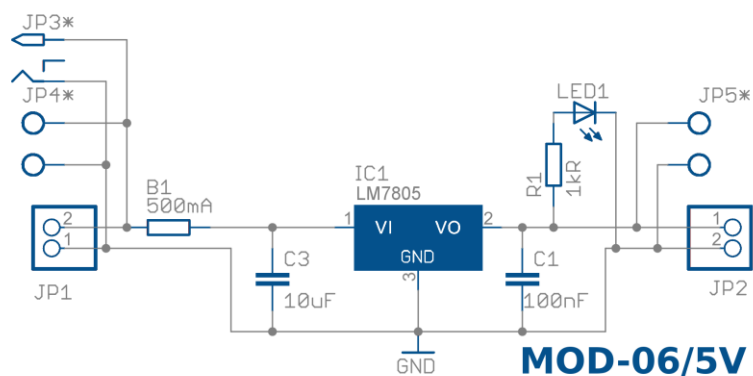 JP3*
JP4*
LED1
JP5*
B1
500mA
IC1
LM7805
R1
1kR
2
1
1
VI
VO
2
GND
3
1
2
C3
10uF
C1
100nF
JP1
JP2
GND
MOD-06/5V